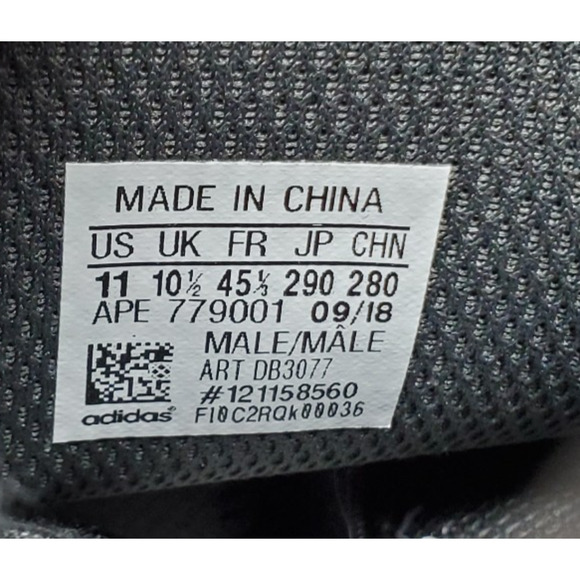 MADE IN CHINA
US UK FR JP CHN
11 10½ 45⅓ 290 280
APE 779001 09/18
MALE/MÂLE
ART DB3077
#121158560
adidas® FI0C2RQk00036